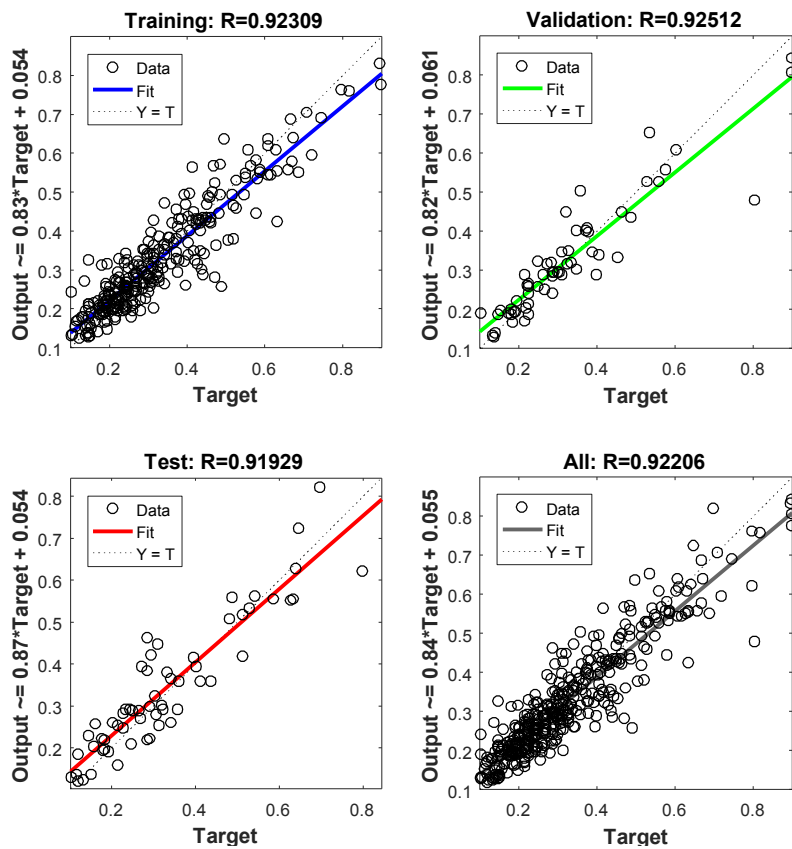 Training: R=0.92309
Output ~= 0.83*Target + 0.054
0.8
0.7
0.6
0.5
0.4
0.3
0.2
0.1
Data
Fit
Y = T
0.2 0.4 0.6 0.8
Target
Validation: R=0.92512
Output ~= 0.82*Target + 0.061
0.8
0.7
0.6
0.5
0.4
0.3
0.2
0.1
Data
Fit
Y = T
0.2 0.4 0.6 0.8
Target
Test: R=0.91929
Output ~= 0.87*Target + 0.054
0.8
0.7
0.6
0.5
0.4
0.3
0.2
Data
Fit
Y = T
0.2 0.4 0.6 0.8
Target
All: R=0.92206
Output ~= 0.84*Target + 0.055
0.8
0.7
0.6
0.5
0.4
0.3
0.2
0.1
Data
Fit
Y = T
0.2 0.4 0.6 0.8
Target